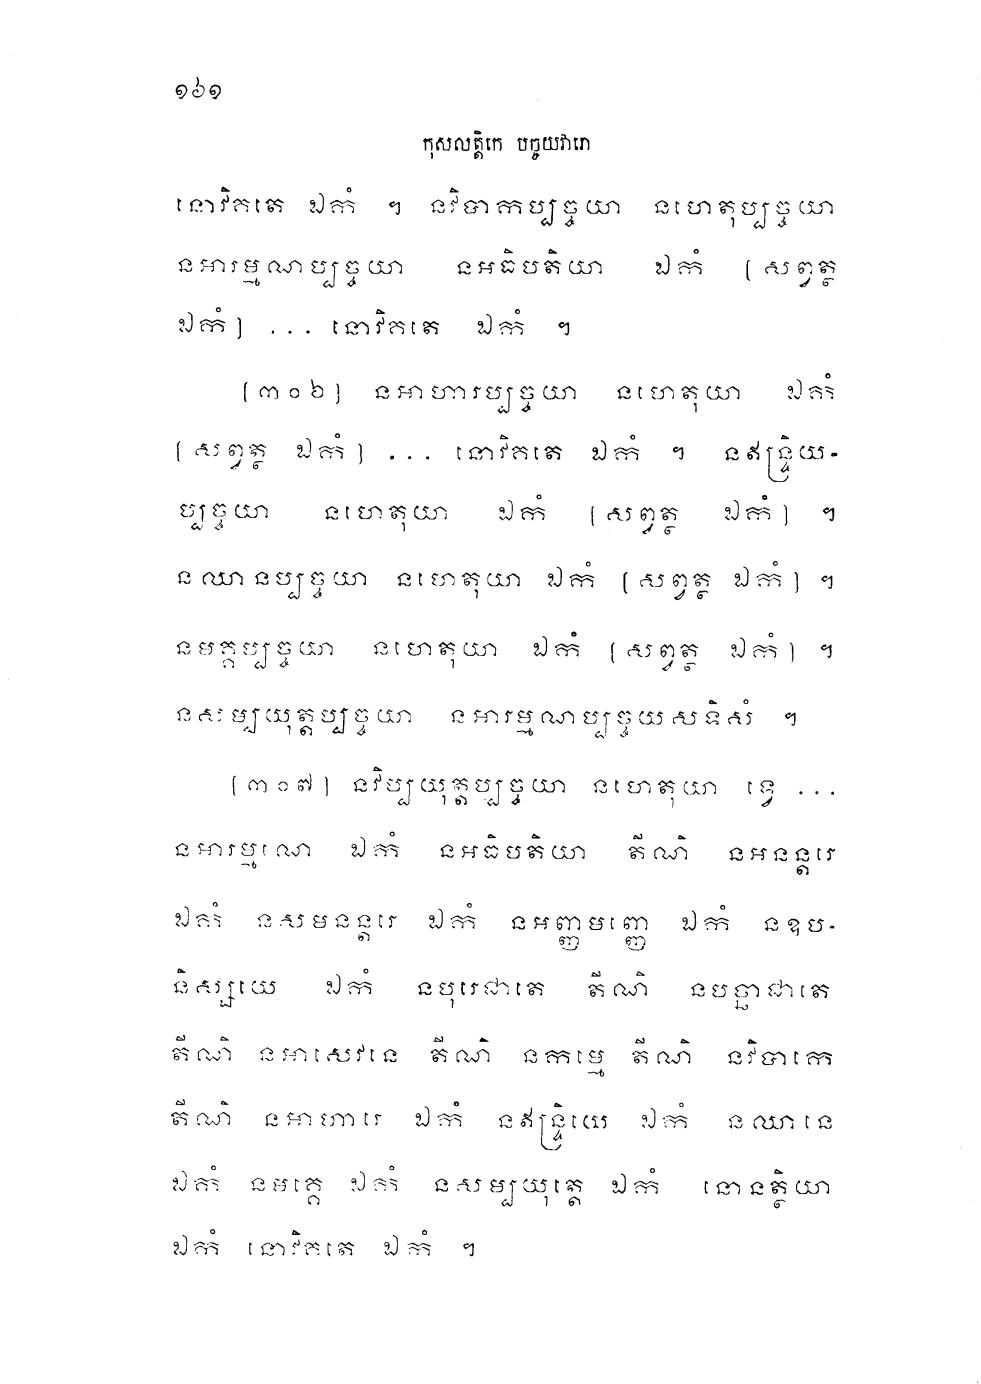 ១៦១
កុសលត្តិកេ បច្ចយវារោ
នោវិគតេ ឯកំ ។ នវិបាកប្បច្ចយា នហេតុប្បច្ចយា
នអារម្មណប្បច្ចយា នអធិបតិយា ឯកំ (សព្វត្ថ
ឯកំ) ... នោវិគតេ ឯកំ ។
(៣០៦) នអាហារប្បច្ចយា នហេតុយា ឯកំ
(សព្វត្ថ ឯកំ) ... នោវិគតេ ឯកំ ។ នឥន្ទ្រិយ-
ប្បច្ចយា នហេតុយា ឯកំ (សព្វត្ថ ឯកំ) ។
នឈានប្បច្ចយា នហេតុយា ឯកំ (សព្វត្ថ ឯកំ) ។
នមគ្គប្បច្ចយា នហេតុយា ឯកំ (សព្វត្ថ ឯកំ) ។
នសម្បយុត្តប្បច្ចយា នអារម្មណប្បច្ចយសទិសំ ។
(៣០៧) នវិប្បយុត្តប្បច្ចយា នហេតុយា ទ្វេ ...
នអារម្មណេ ឯកំ នអធិបតិយា តីណិ នអនន្តរេ
ឯកំ នសមនន្តរេ ឯកំ នអញ្ញមញ្ញេ ឯកំ នឧប-
និស្សយេ ឯកំ នបុរេជាតេ តីណិ នបច្ឆាជាតេ
តីណិ នអាសេវនេ តីណិ នកម្មេ តីណិ នវិបាកេ
តីណិ នអាហារេ ឯកំ នឥន្ទ្រិយេ ឯកំ នឈានេ
ឯកំ នមគ្គេ ឯកំ នសម្បយុត្តេ ឯកំ នោនត្ថិយា
ឯកំ នោវិគតេ ឯកំ ។